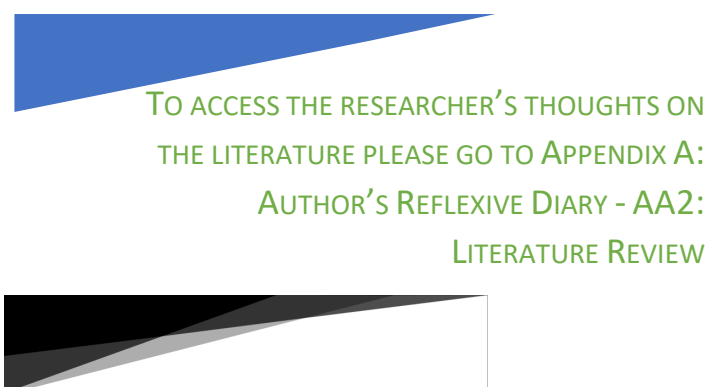 To access the researcher's thoughts on
the literature please go to Appendix A:
Author's Reflexive Diary - AA2:
Literature Review